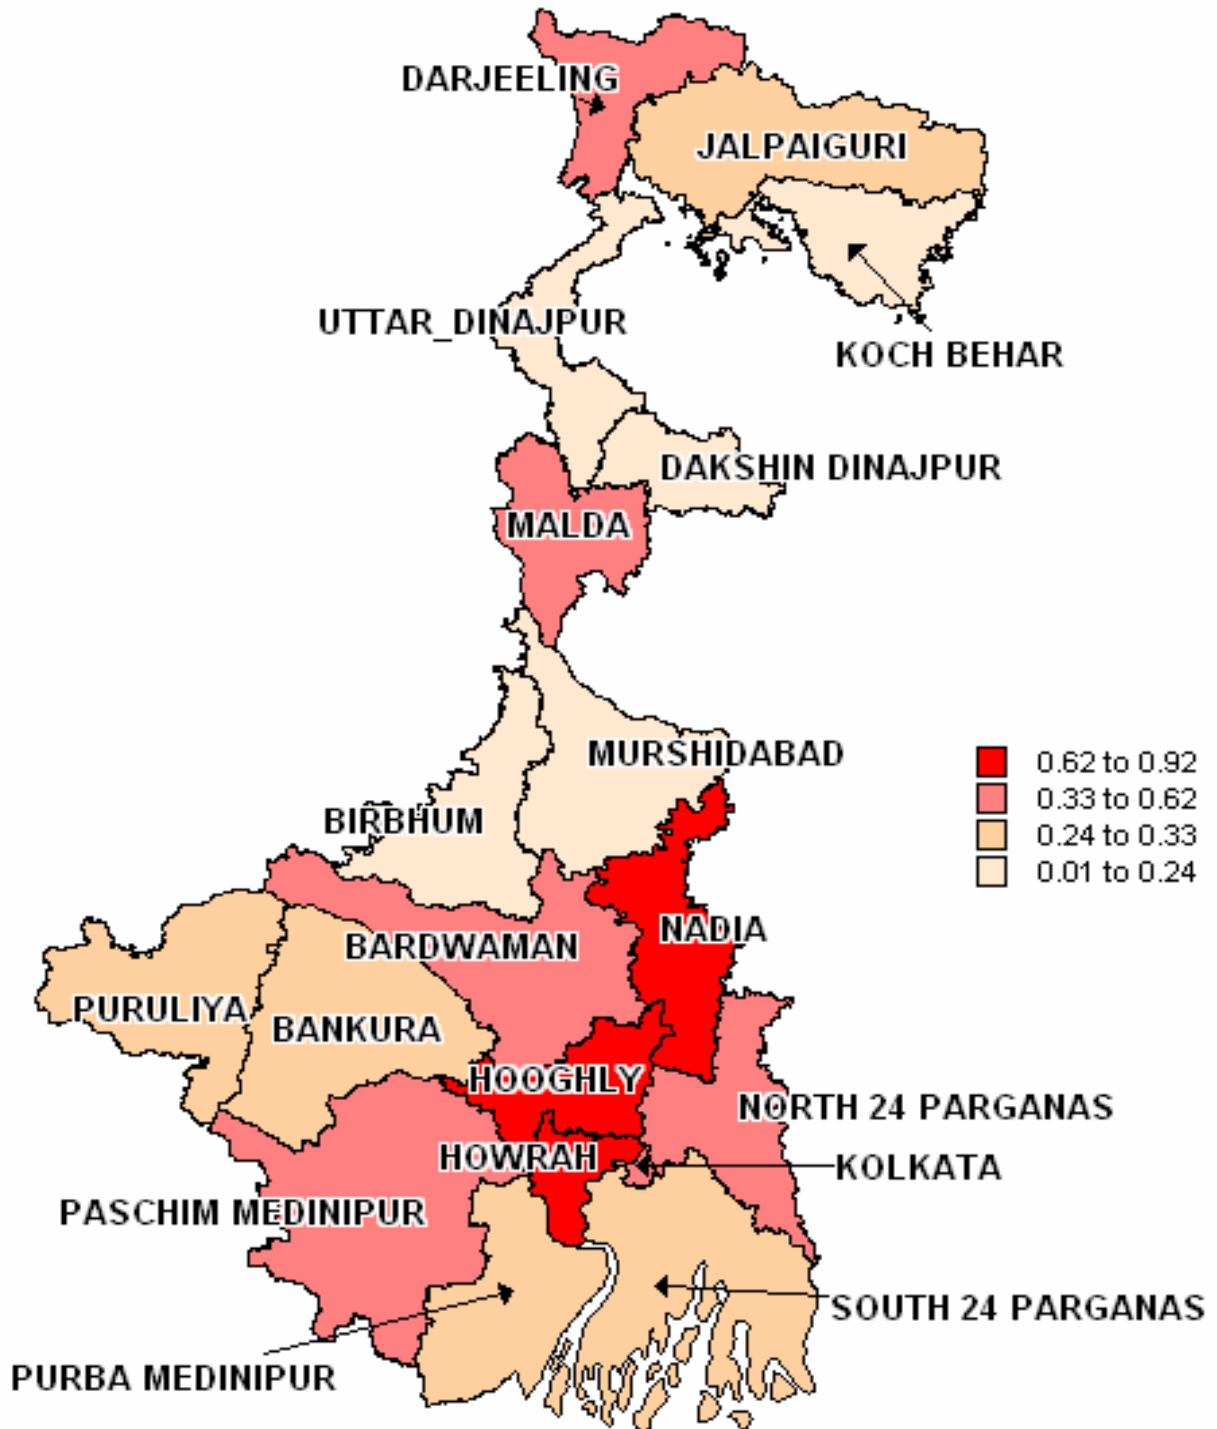 DARJEELING
JALPAIGURI
UTTAR_DINAJPUR
KOCH BEHAR
DAKSHIN DINAJPUR
MALDA
MURSHIDABAD
0.62 to 0.92
0.33 to 0.62
BIRBHUM
0.24 to 0.33
0.01 to 0.24
NADIA
BARDWAMAN
PURULIYA
BANKURA
HOOGHLY
NORTH 24 PARGANAS
HOWRAH
KOLKATA
PASCHIM MEDINIPUR
SOUTH 24 PARGANAS
PURBA MEDINIPUR